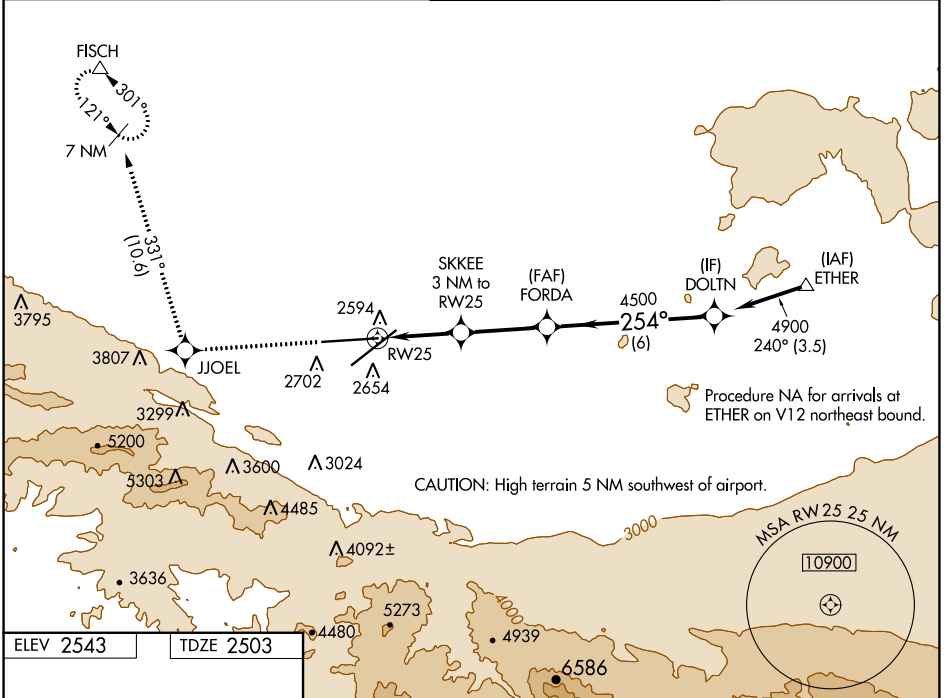 FISCH
301°
121°
7 NM
331°
(10.6)
SKKEE
3 NM to
RW25
(FAF)
FORDA
(IF)
DOLTN
(IAF)
ETHER
4500
254°
(6)
4900
240° (3.5)
3795
3807
JJOEL
2594
RW25
2702
2654
3299
Procedure NA for arrivals at
ETHER on V12 northeast bound.
5200
5303
3600
3024
4485
CAUTION: High terrain 5 NM southwest of airport.
3000
MSA RW25 25 NM
10900
4092±
3636
4000
5273
4480
4939
6586
ELEV 2543
TDZE 2503